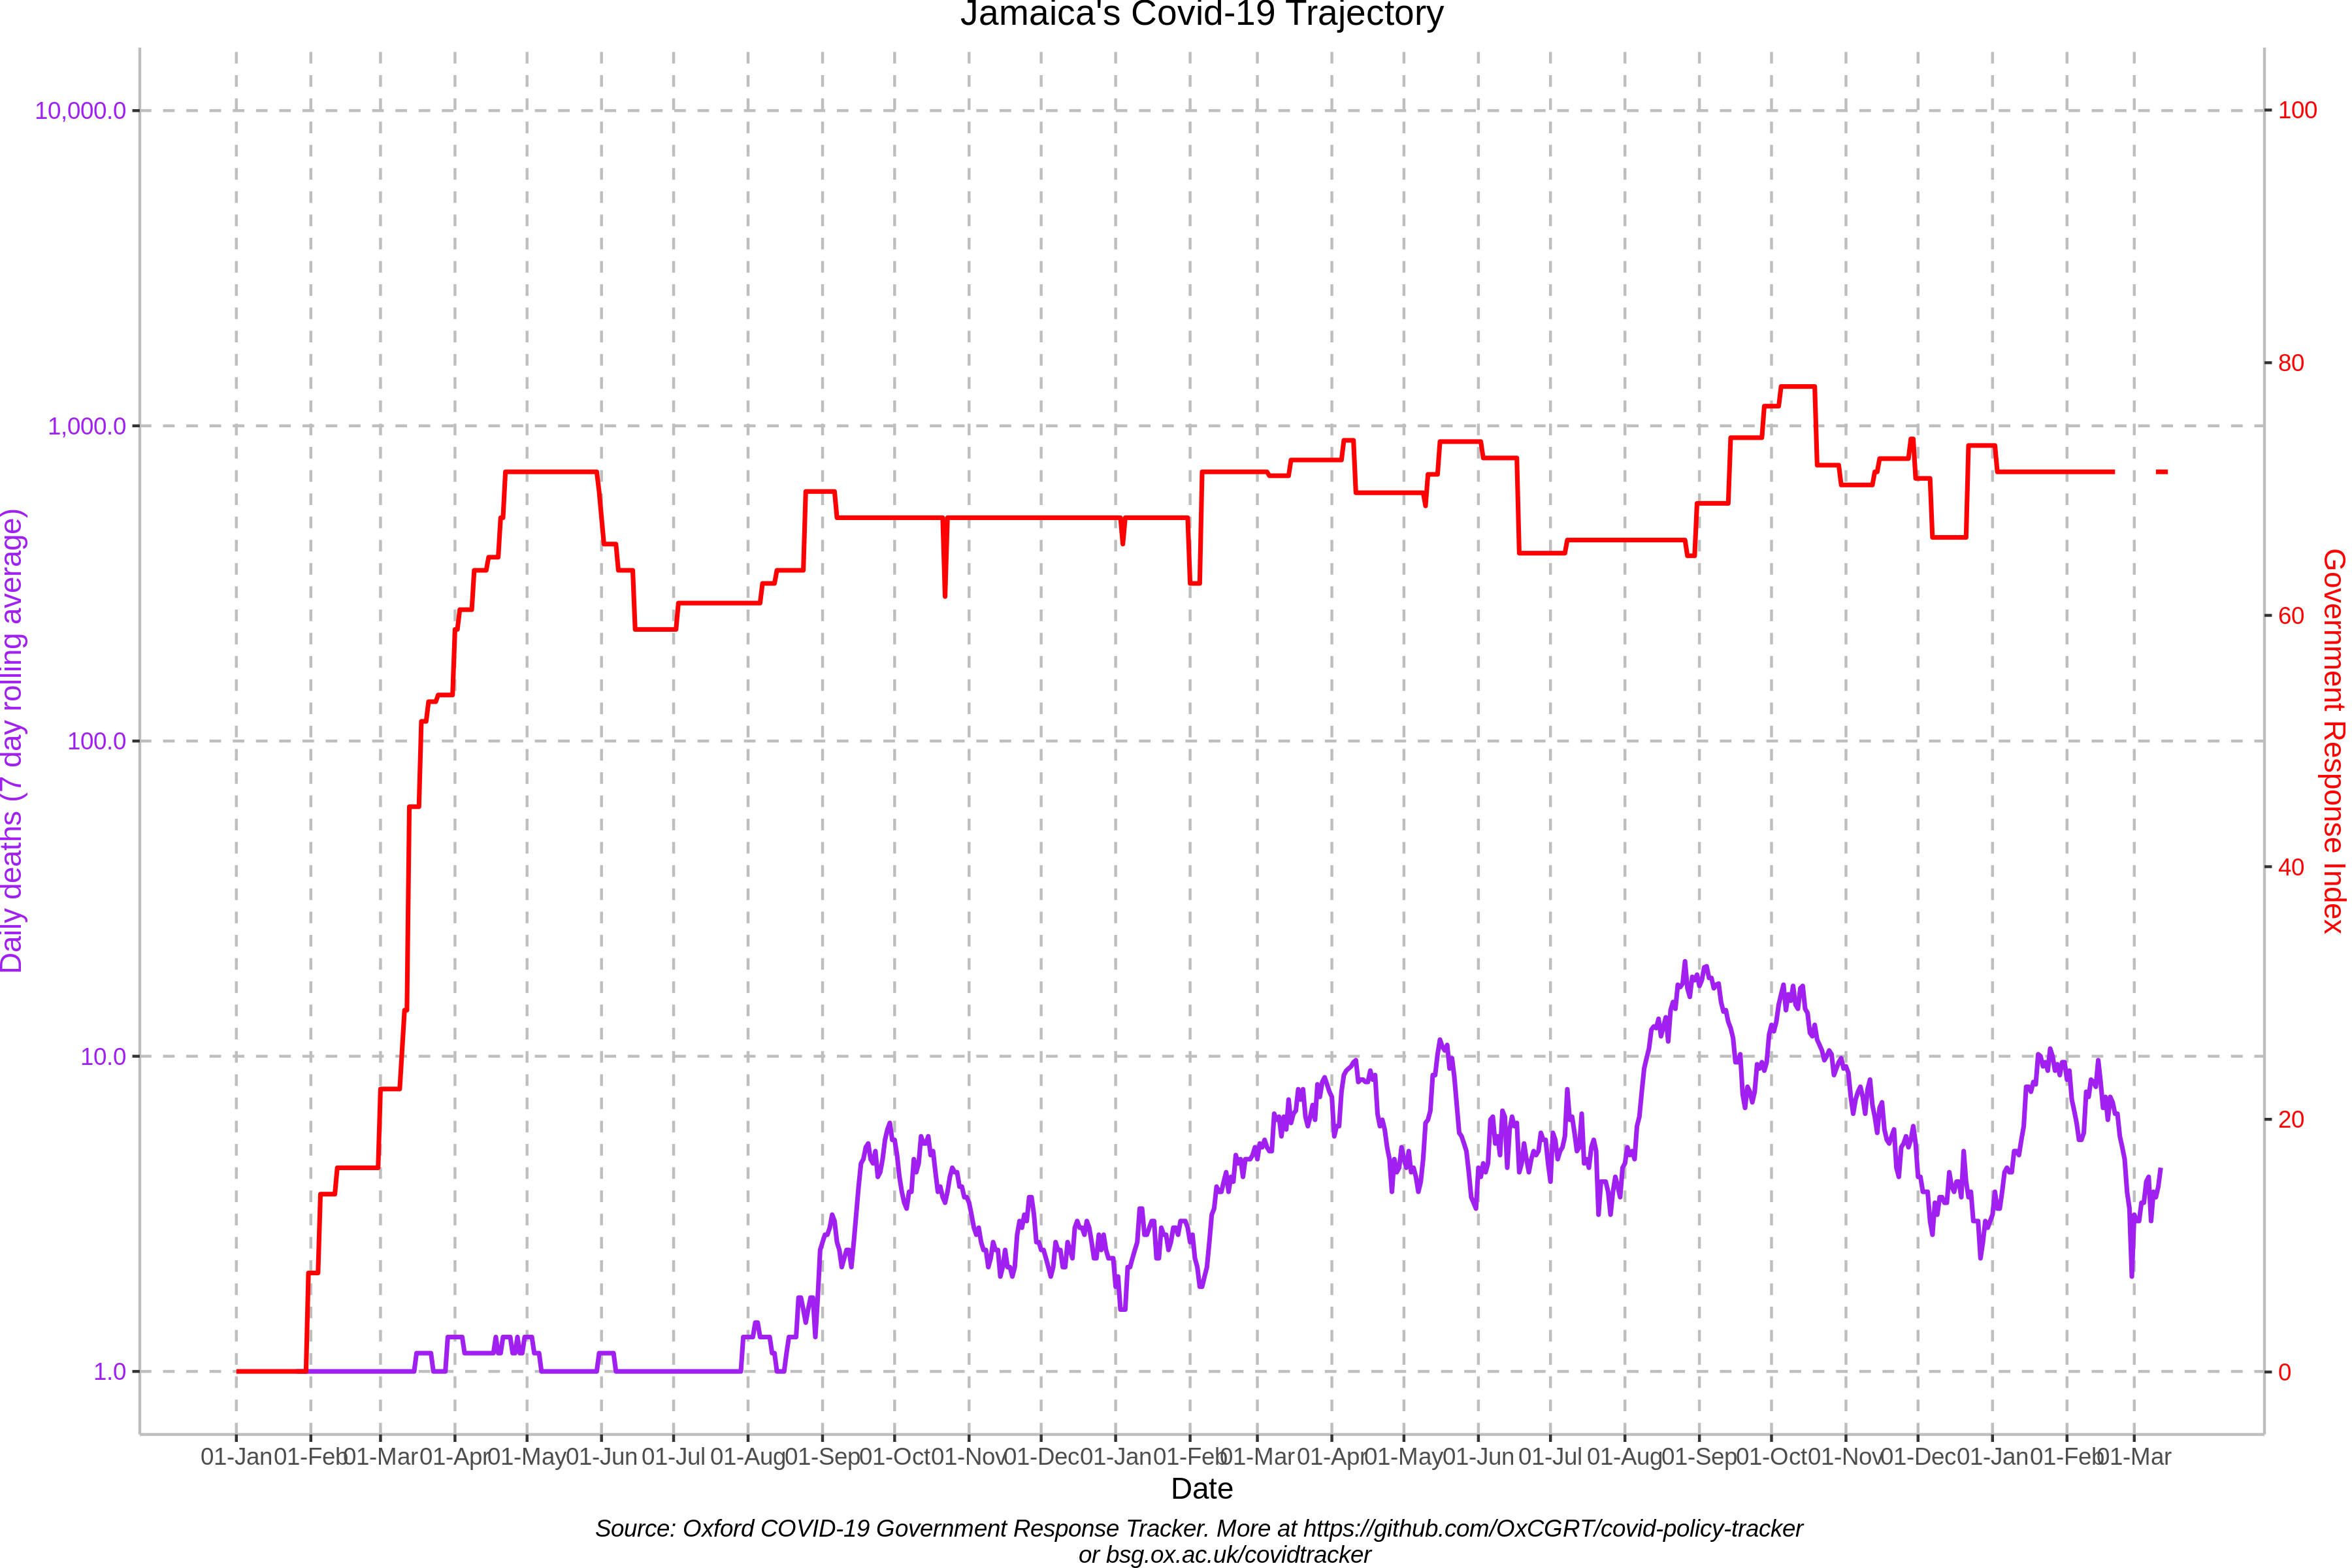 Jamaica's Covid-19 Trajectory
10,000.0
1,000.0
100.0
10.0
1.0
Daily deaths (7 day rolling average)
100
80
60
40
20
0
Government Response Index
01-Jan 01-Feb 01-Mar 01-Apr 01-May 01-Jun 01-Jul 01-Aug 01-Sep 01-Oct 01-Nov 01-Dec 01-Jan 01-Feb 01-Mar 01-Apr 01-May 01-Jun 01-Jul 01-Aug 01-Sep 01-Oct 01-Nov 01-Dec 01-Jan 01-Feb 01-Mar
Date
Source: Oxford COVID-19 Government Response Tracker. More at https://github.com/OxCGRT/covid-policy-tracker
or bsg.ox.ac.uk/covidtracker